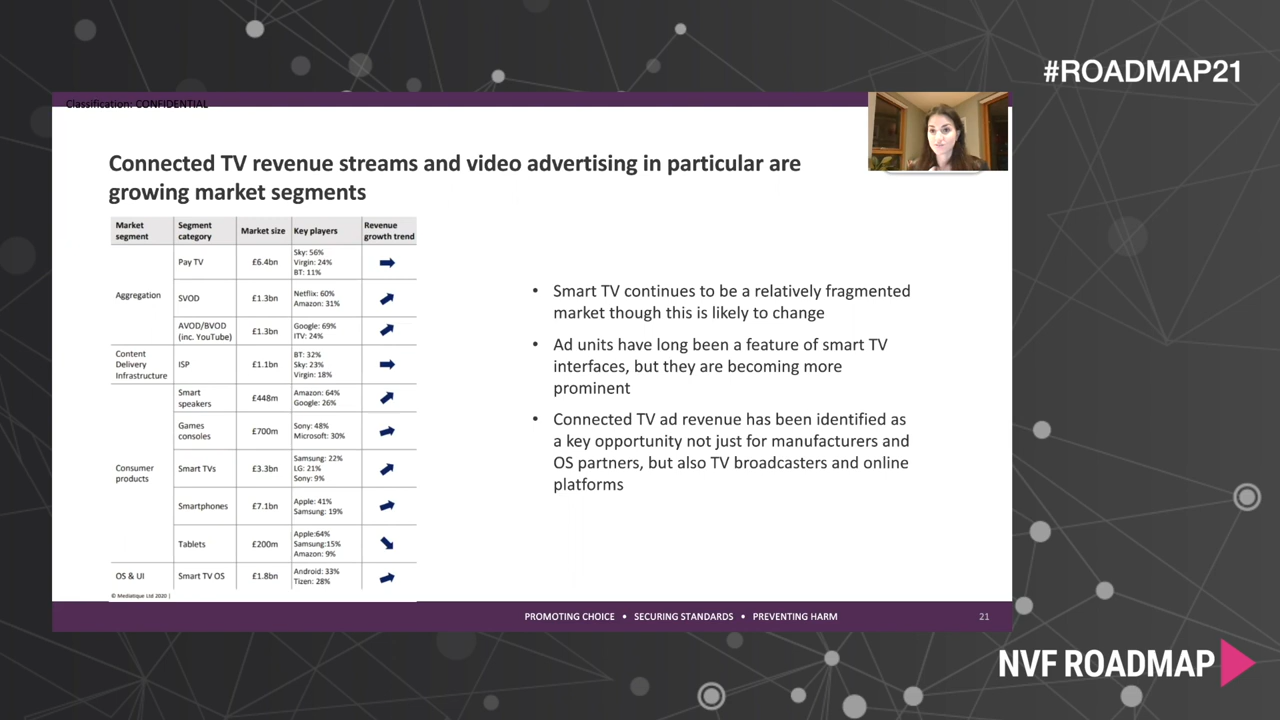 #ROADMAP21
Classification: CONFIDENTIAL
Connected TV revenue streams and video advertising in particular are
growing market segments
Market segment Segment category Market size Key players Revenue growth trend
Aggregation
Pay TV £6.4bn Sky: 56% Virgin: 24% BT: 11%
SVOD £1.3bn Netflix: 60% Amazon: 31%
AVOD/BVOD (inc. YouTube) £1.3bn Google: 69% ITV: 24%
Content Delivery Infrastructure ISP £1.1bn BT: 32% Sky: 23% Virgin: 18%
Consumer products
Smart speakers £448m Amazon: 64% Google: 26%
Games consoles £700m Sony: 48% Microsoft: 30%
Smart TVs £3.3bn Samsung: 22% LG: 21% Sony: 9%
Smartphones £7.1bn Apple: 41% Samsung: 19%
Tablets £200m Apple:64% Samsung:15% Amazon: 9%
OS & UI Smart TV OS £1.8bn Android: 33% Tizen: 28%
© Mediatique Ltd 2020 |
• Smart TV continues to be a relatively fragmented
market though this is likely to change
• Ad units have long been a feature of smart TV
interfaces, but they are becoming more
prominent
• Connected TV ad revenue has been identified as
a key opportunity not just for manufacturers and
OS partners, but also TV broadcasters and online
platforms
PROMOTING CHOICE • SECURING STANDARDS • PREVENTING HARM
21
NVF ROADMAP